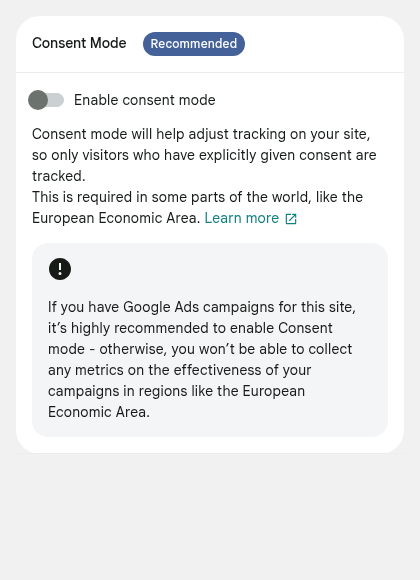 Consent Mode Recommended
Enable consent mode
Consent mode will help adjust tracking on your site,
so only visitors who have explicitly given consent are
tracked.
This is required in some parts of the world, like the
European Economic Area. Learn more
If you have Google Ads campaigns for this site,
it’s highly recommended to enable Consent
mode - otherwise, you won’t be able to collect
any metrics on the effectiveness of your
campaigns in regions like the European
Economic Area.